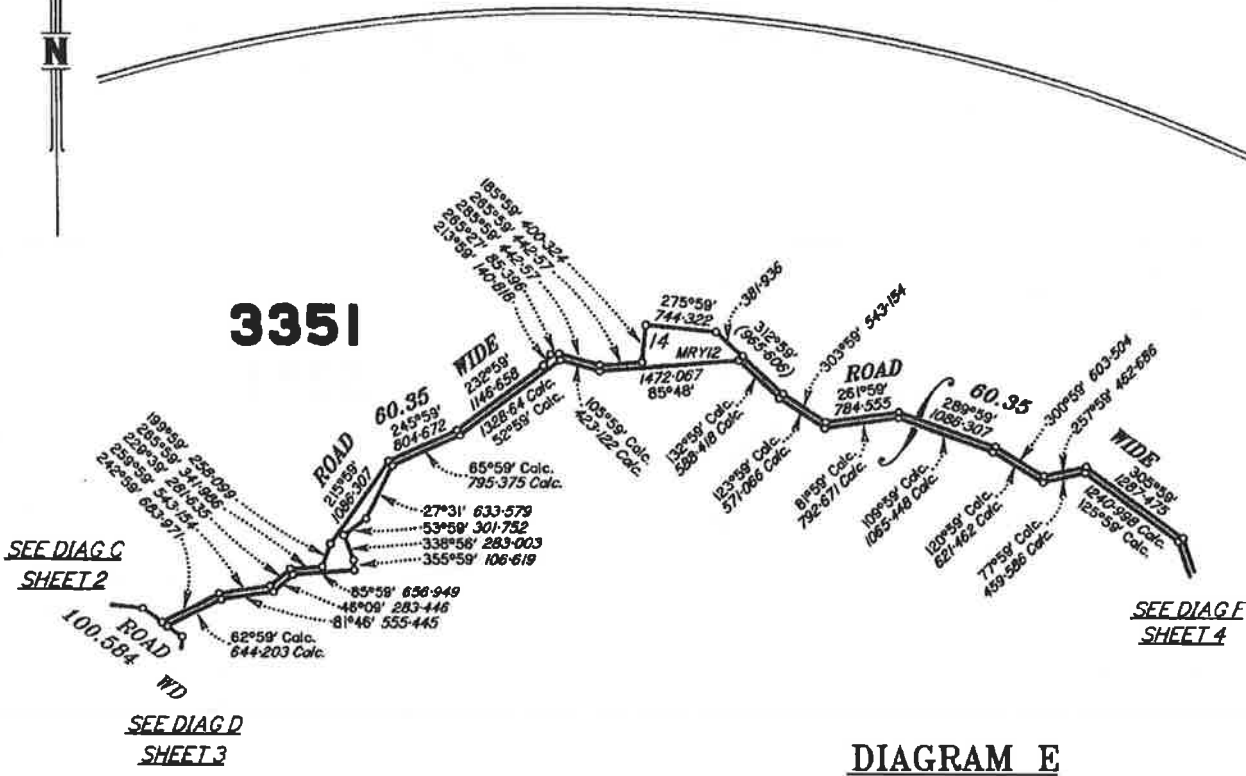 N
3351
185°59' 400·324
265°59' 442·57
285°59' 442·57
265°27' 85·396
213°59' 140·818
275°59'
744·322
381·936
14
MRY12
312°59'
(965·606)
1472·067
85°48'
303°59' 543·154
ROAD
261°59'
784·555
60.35
289°59'
1086·307
300°59' 603·504
257°59' 462·686
WIDE
305°59'
1287·475
1240·998 Calc.
125°59' Calc.
WIDE
232°59'
1146·658
1328·64 Calc.
52°59' Calc.
105°59' Calc.
423·122 Calc.
132°59' Calc.
588·418 Calc.
123°59' Calc.
571·066 Calc.
81°59' Calc.
792·671 Calc.
109°59' Calc.
1065·448 Calc.
120°59' Calc.
621·462 Calc.
77°59' Calc.
459·586 Calc.
60.35
245°59'
804·672
ROAD
215°59'
1086·307
65°59' Calc.
795·375 Calc.
27°31' 633·579
53°59' 301·752
338°56' 283·003
355°59' 106·619
199°59' 258·099
265°59' 341·986
229°39' 281·635
259°59' 543·154
242°59' 683·971
85°59' 656·949
46°09' 283·446
81°46' 555·445
62°59' Calc.
644·203 Calc.
SEE DIAG C
SHEET 2
100.584
ROAD
WD
SEE DIAG D
SHEET 3
SEE DIAG F
SHEET 4
DIAGRAM E